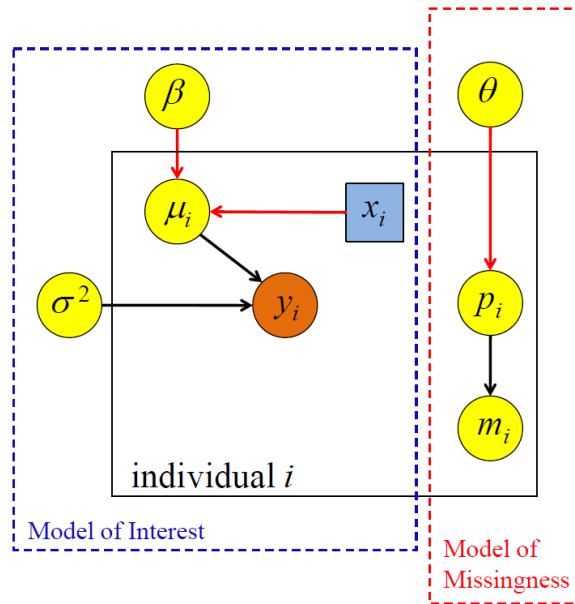 β
θ
μᵢ
xᵢ
σ²
yᵢ
pᵢ
mᵢ
individual i
Model of Interest
Model of
Missingness